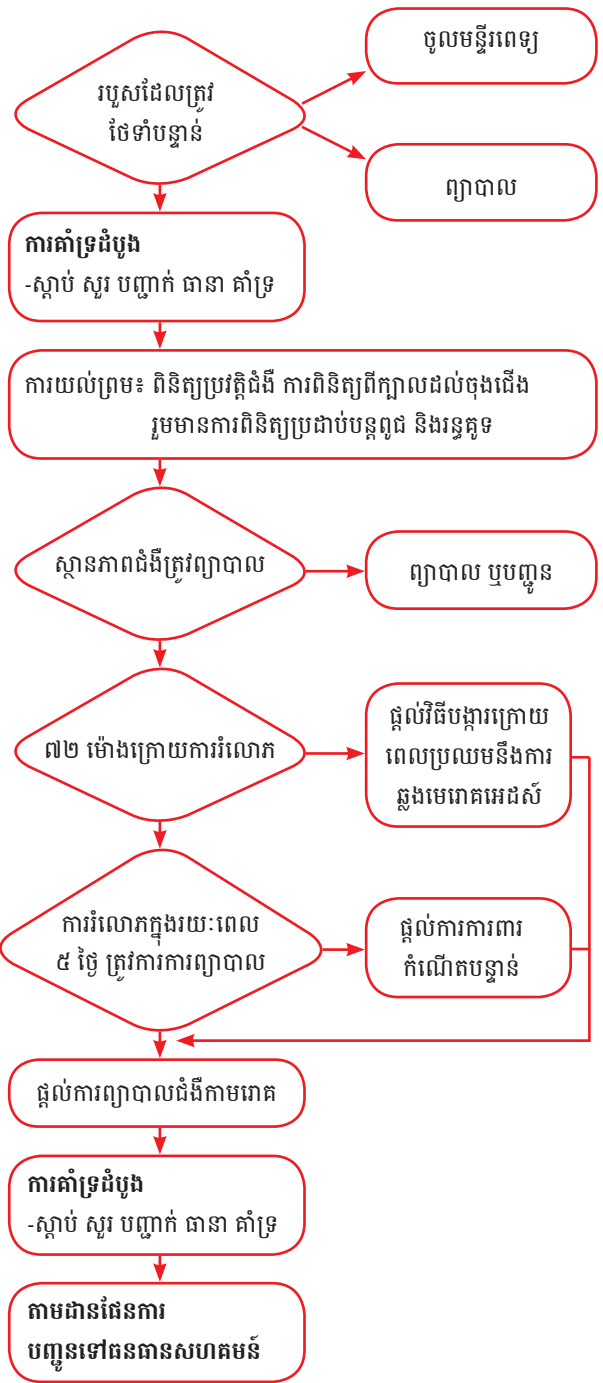 របួសដែលត្រូវ
ថែទាំបន្ទាន់
ចូលមន្ទីរពេទ្យ
ព្យាបាល
ការគាំទ្រដំបូង
-ស្តាប់ សួរ បញ្ជាក់ ធានា គាំទ្រ
ការយល់ព្រម៖ ពិនិត្យប្រវត្តិជំងឺ ការពិនិត្យពីក្បាលដល់ចុងជើង
រួមមានការពិនិត្យប្រដាប់បន្តពូជ និងរន្ធគូទ
ស្ថានភាពជំងឺត្រូវព្យាបាល
ព្យាបាល ឬបញ្ជូន
៧២ ម៉ោងក្រោយការរំលោភ
ផ្តល់វិធីបង្ការក្រោយ
ពេលប្រឈមនឹងការ
ឆ្លងមេរោគអេដស៍
ការរំលោភក្នុងរយៈពេល
៥ ថ្ងៃ ត្រូវការការព្យាបាល
ផ្តល់ការការពារ
កំណើតបន្ទាន់
ផ្តល់ការព្យាបាលជំងឺកាមរោគ
ការគាំទ្រដំបូង
-ស្តាប់ សួរ បញ្ជាក់ ធានា គាំទ្រ
តាមដានផែនការ
បញ្ជូនទៅធនធានសហគមន៍